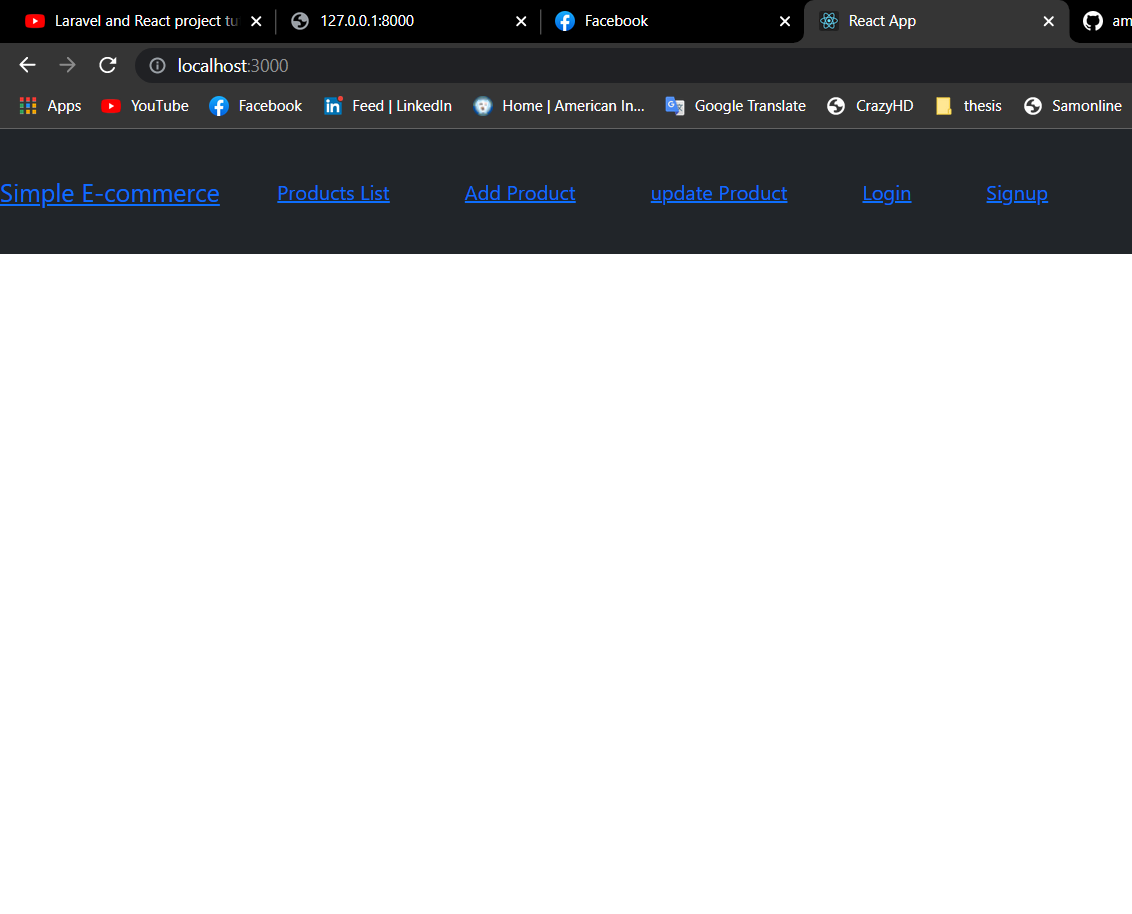 Laravel and React project tu
127.0.0.1:8000
Facebook
React App
am
localhost:3000
Apps
YouTube
Facebook
Feed | LinkedIn
Home | American In...
Google Translate
CrazyHD
thesis
Samonline
Simple E-commerce
Products List
Add Product
update Product
Login
Signup